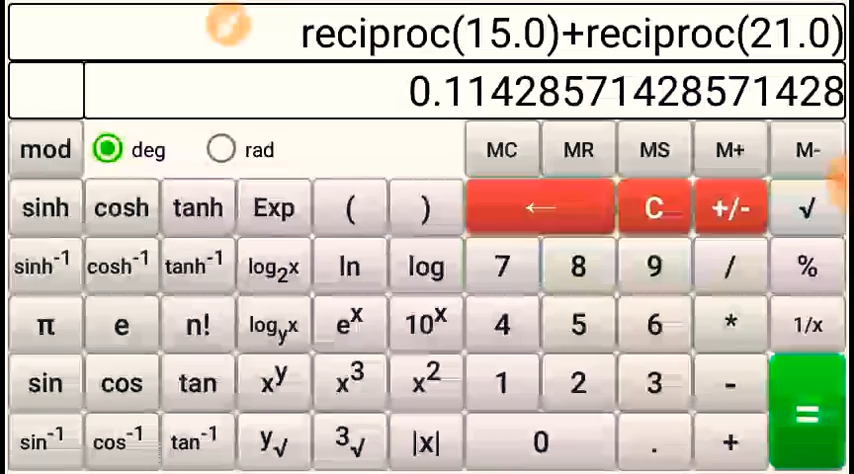 reciproc(15.0)+reciproc(21.0)
0.11428571428571428
mod deg rad MC MR MS M+ M-
sinh cosh tanh Exp ( ) ← C +/- √
sinh⁻¹ cosh⁻¹ tanh⁻¹ log₂x ln log 7 8 9 / %
π e n! logᵧx eˣ 10ˣ 4 5 6 * 1/x
sin cos tan xʸ x³ x² 1 2 3 - =
sin⁻¹ cos⁻¹ tan⁻¹ y√ 3√ |x| 0 . +